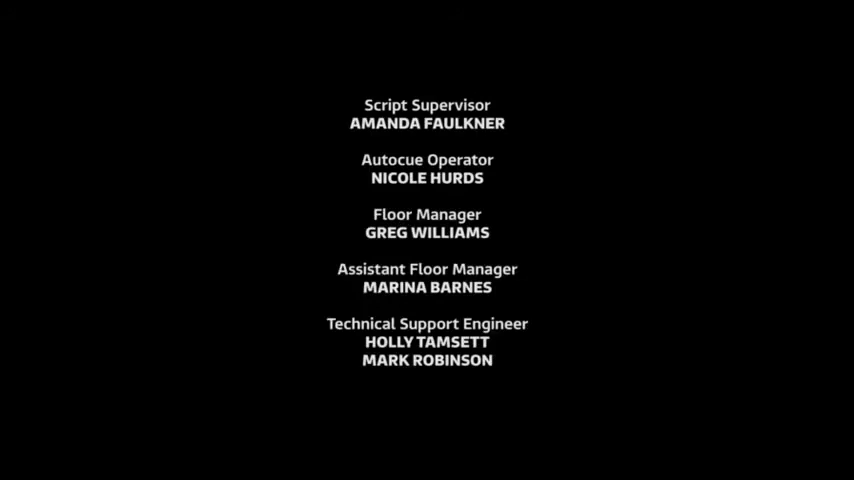 Script Supervisor
AMANDA FAULKNER
Autocue Operator
NICOLE HURDS
Floor Manager
GREG WILLIAMS
Assistant Floor Manager
MARINA BARNES
Technical Support Engineer
HOLLY TAMSETT
MARK ROBINSON